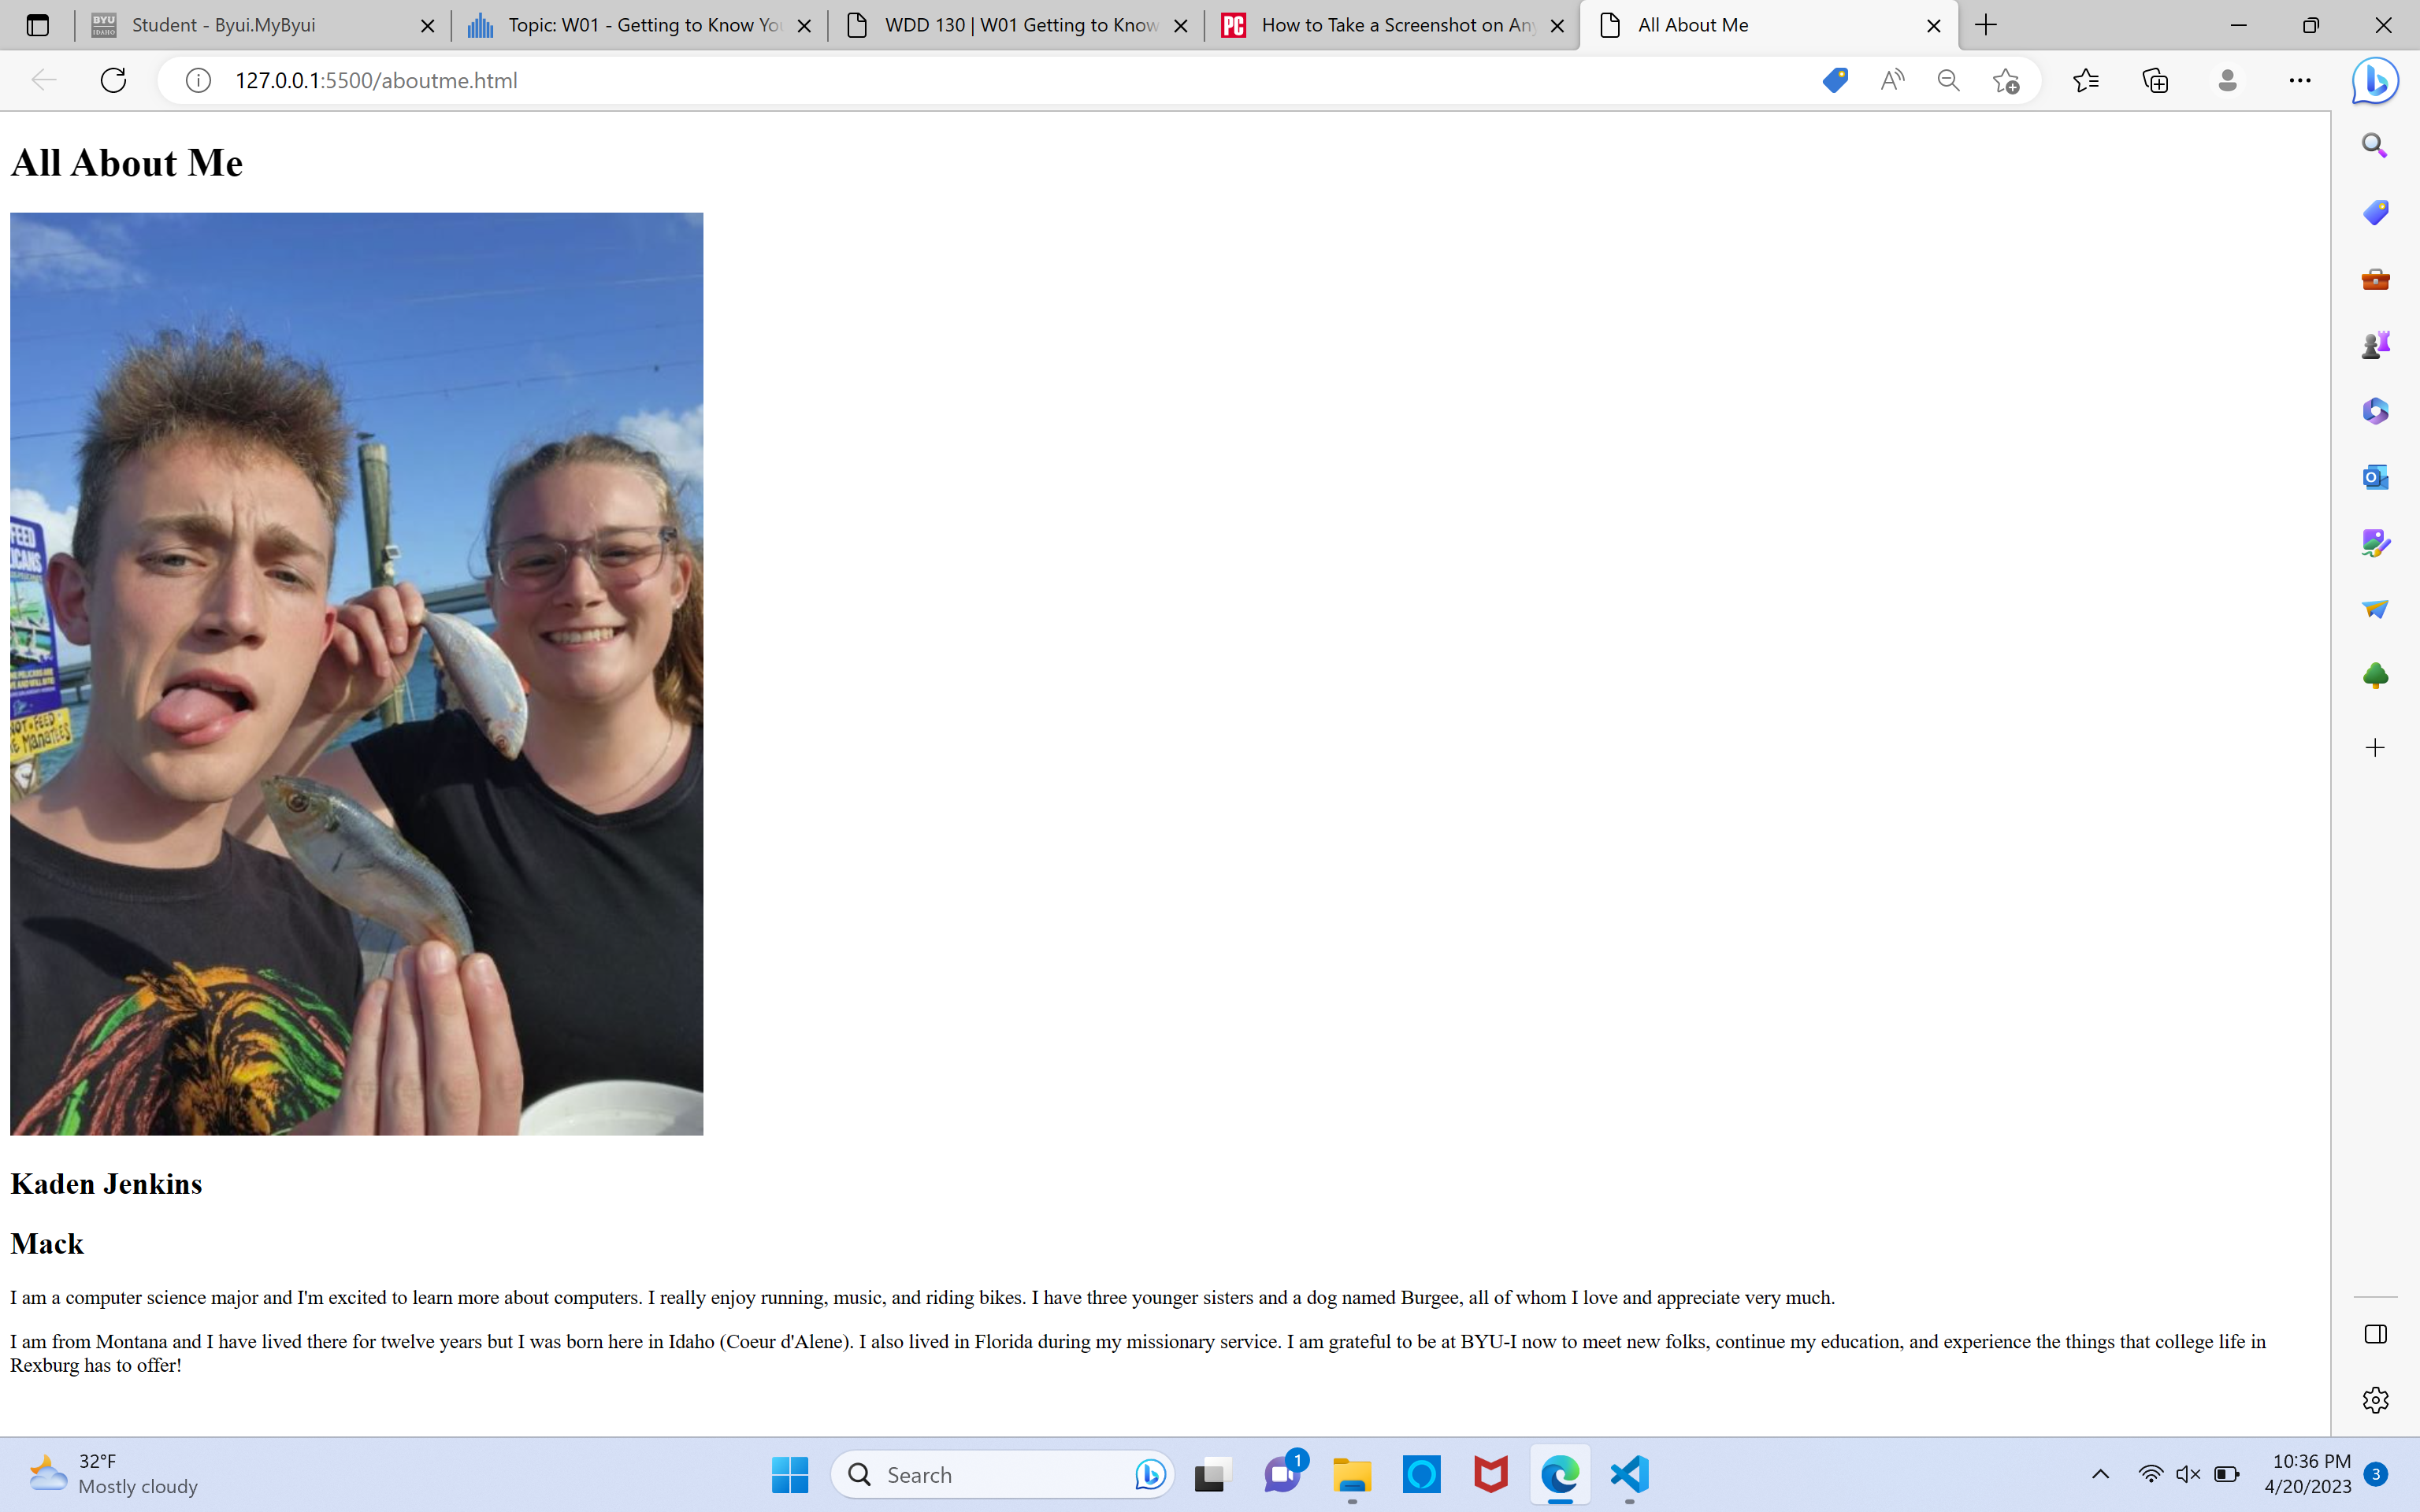 BYU
IDAHO
Student - Byui.MyByui
Topic: W01 - Getting to Know Yo
WDD 130 | W01 Getting to Know
PC
How to Take a Screenshot on An
All About Me
127.0.0.1:5500/aboutme.html
All About Me
FEED
ICANS
NOT FEED
MANATEES
Kaden Jenkins
Mack
I am a computer science major and I'm excited to learn more about computers. I really enjoy running, music, and riding bikes. I have three younger sisters and a dog named Burgee, all of whom I love and appreciate very much.
I am from Montana and I have lived there for twelve years but I was born here in Idaho (Coeur d'Alene). I also lived in Florida during my missionary service. I am grateful to be at BYU-I now to meet new folks, continue my education, and experience the things that college life in
Rexburg has to offer!
32°F
Mostly cloudy
Search
1
10:36 PM
4/20/2023
3